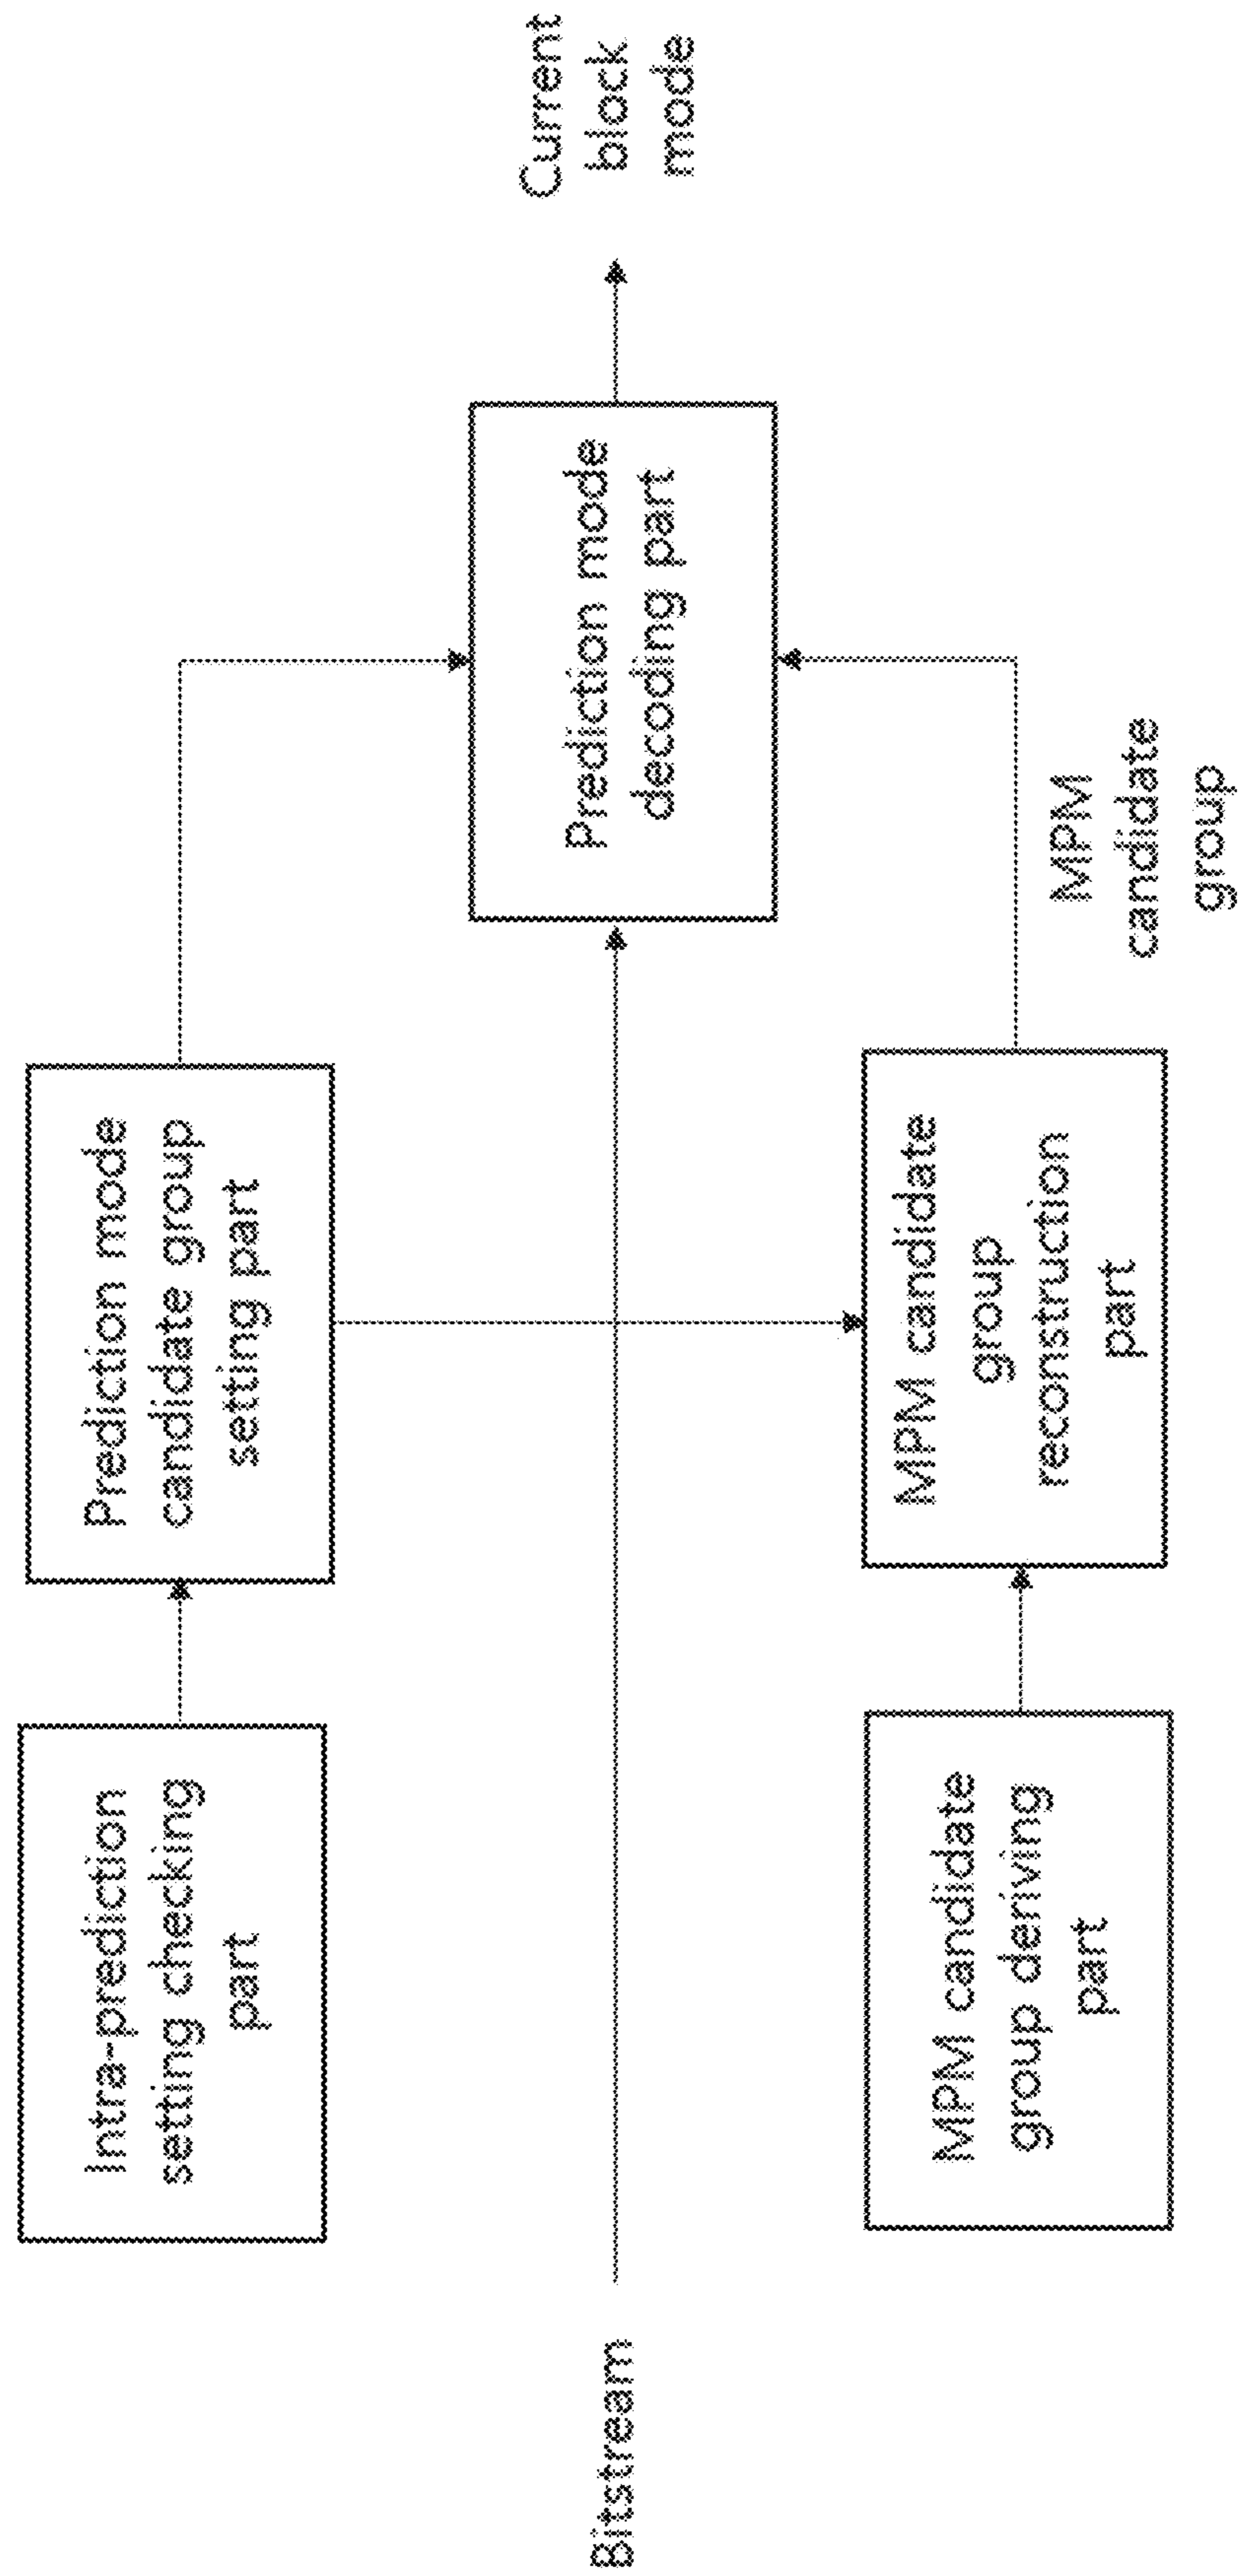 Intra-prediction
setting checking
part
Prediction mode
candidate group
setting part
Bitstream
Prediction mode
decoding part
Current
block
mode
MPM candidate
group deriving
part
MPM candidate
group
reconstruction
part
MPM
candidate
group